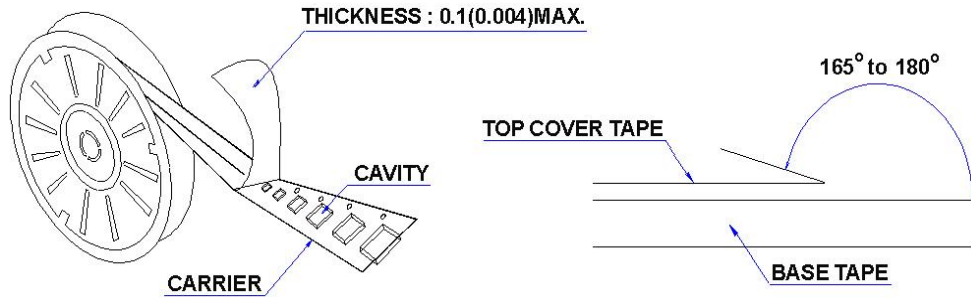 THICKNESS : 0.1(0.004)MAX.
CAVITY
CARRIER
165° to 180°
TOP COVER TAPE
BASE TAPE